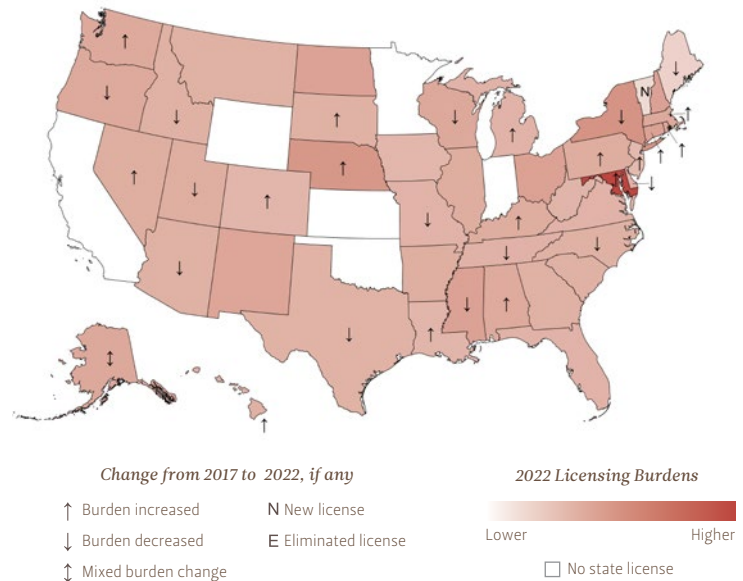 N
Change from 2017 to 2022, if any
↑ Burden increased
↓ Burden decreased
↕ Mixed burden change
N New license
E Eliminated license
2022 Licensing Burdens
Lower Higher
No state license